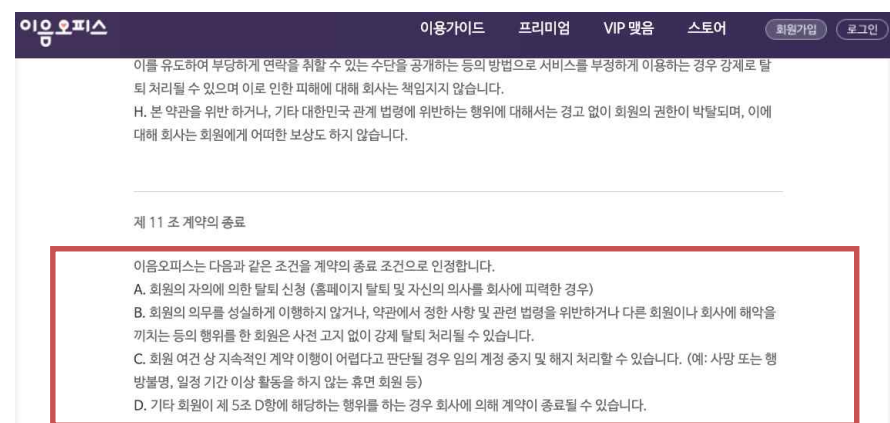 이음오피스 이용가이드 프리미엄 VIP 맺음 스토어 회원가입 로그인
이를 유도하여 부당하게 연락을 취할 수 있는 수단을 공개하는 등의 방법으로 서비스를 부정하게 이용하는 경우 강제로 탈
퇴 처리될 수 있으며 이로 인한 피해에 대해 회사는 책임지지 않습니다.
H. 본 약관을 위반 하거나, 기타 대한민국 관계 법령에 위반하는 행위에 대해서는 경고 없이 회원의 권한이 박탈되며, 이에
대해 회사는 회원에게 어떠한 보상도 하지 않습니다.
제 11 조 계약의 종료
이음오피스는 다음과 같은 조건을 계약의 종료 조건으로 인정합니다.
A. 회원의 자의에 의한 탈퇴 신청 (홈페이지 탈퇴 및 자신의 의사를 회사에 피력한 경우)
B. 회원의 의무를 성실하게 이행하지 않거나, 약관에서 정한 사항 및 관련 법령을 위반하거나 다른 회원이나 회사에 해악을
끼치는 등의 행위를 한 회원은 사전 고지 없이 강제 탈퇴 처리될 수 있습니다.
C. 회원 여건 상 지속적인 계약 이행이 어렵다고 판단될 경우 임의 계정 중지 및 해지 처리할 수 있습니다. (예: 사망 또는 행
방불명, 일정 기간 이상 활동을 하지 않는 휴면 회원 등)
D. 기타 회원이 제 5조 D항에 해당하는 행위를 하는 경우 회사에 의해 계약이 종료될 수 있습니다.